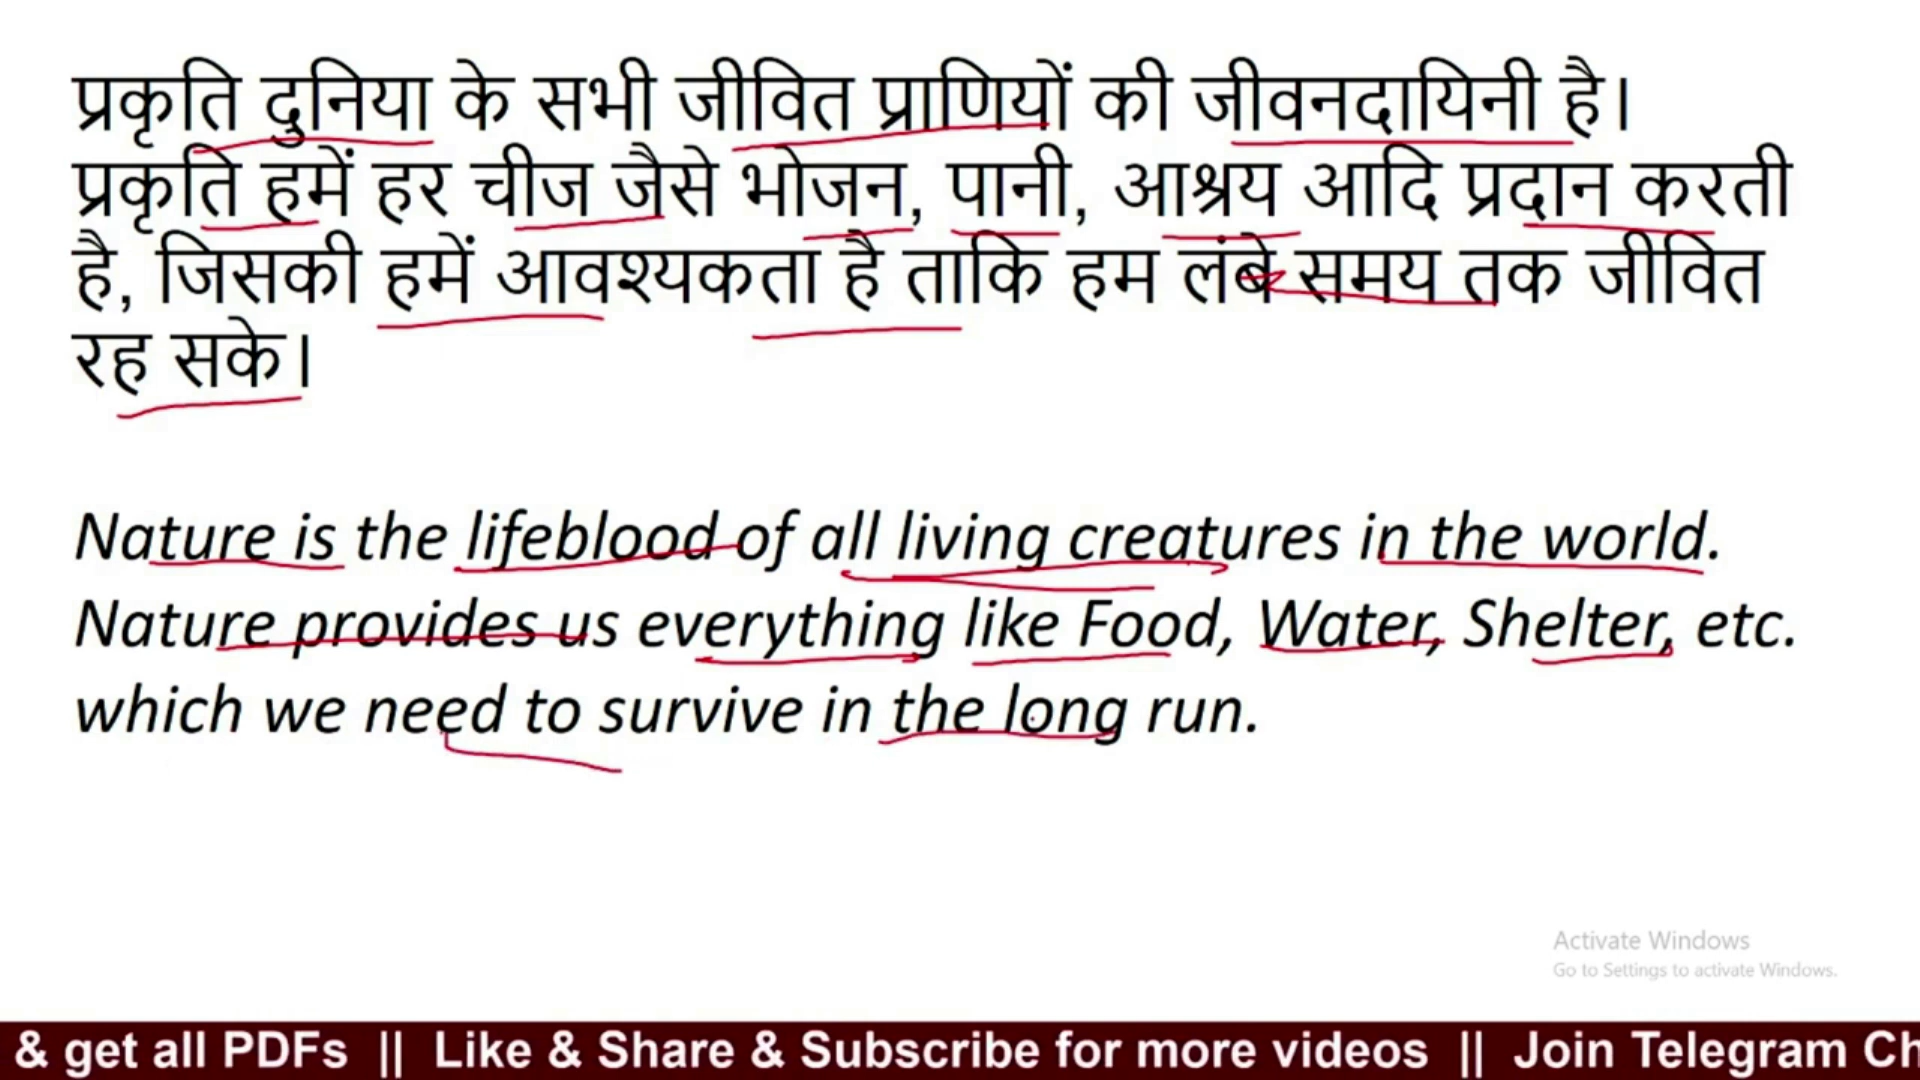 प्रकृति दुनिया के सभी जीवित प्राणियों की जीवनदायिनी है।
प्रकृति हमें हर चीज जैसे भोजन, पानी, आश्रय आदि प्रदान करती
है, जिसकी हमें आवश्यकता है ताकि हम लंबे समय तक जीवित
रह सके।
Nature is the lifeblood of all living creatures in the world.
Nature provides us everything like Food, Water, Shelter, etc.
which we need to survive in the long run.
Activate Windows
Go to Settings to activate Windows.
& get all PDFs || Like & Share & Subscribe for more videos || Join Telegram Ch